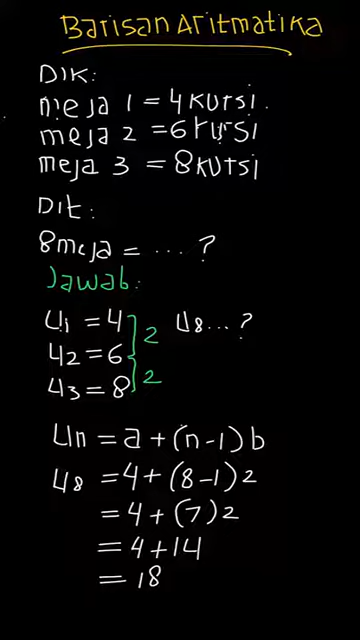 Barisan Aritmatika
Dik:
meja 1 = 4 kursi.
meja 2 = 6 kursi
meja 3 = 8 kursi
Dit:
8 meja = .... ?
Jawab:
U1 = 4
2
U8...?
U2 = 6
2
U3 = 8
Un = a + (n-1) b
U8 = 4 + (8-1) 2
= 4 + (7) 2
= 4 + 14
= 18